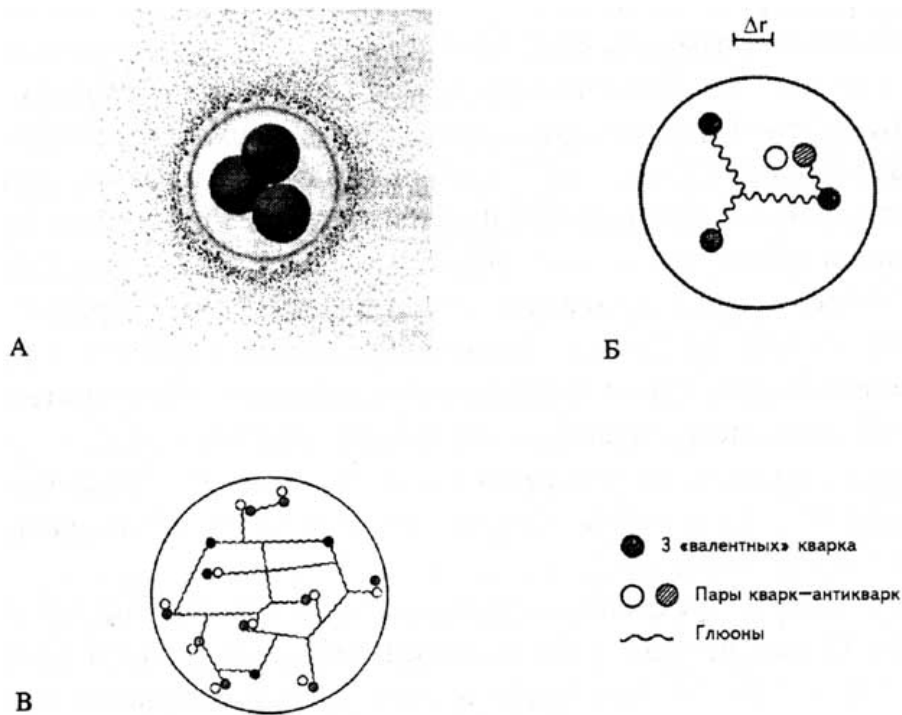 Δr
А
Б
3 «валентных» кварка
Пары кварк—антикварк
Глюоны
В